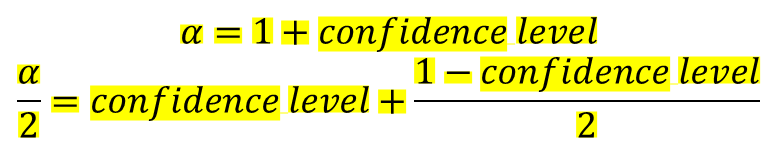 α = 1 + confidence level
α/2 = confidence level + (1 − confidence level)/2